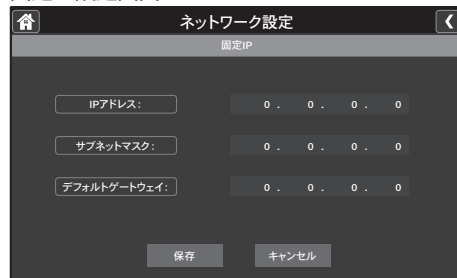 ネットワーク設定
固定IP
IPアドレス： 0 . 0 . 0 . 0
サブネットマスク： 0 . 0 . 0 . 0
デフォルトゲートウェイ： 0 . 0 . 0 . 0
保存 キャンセル